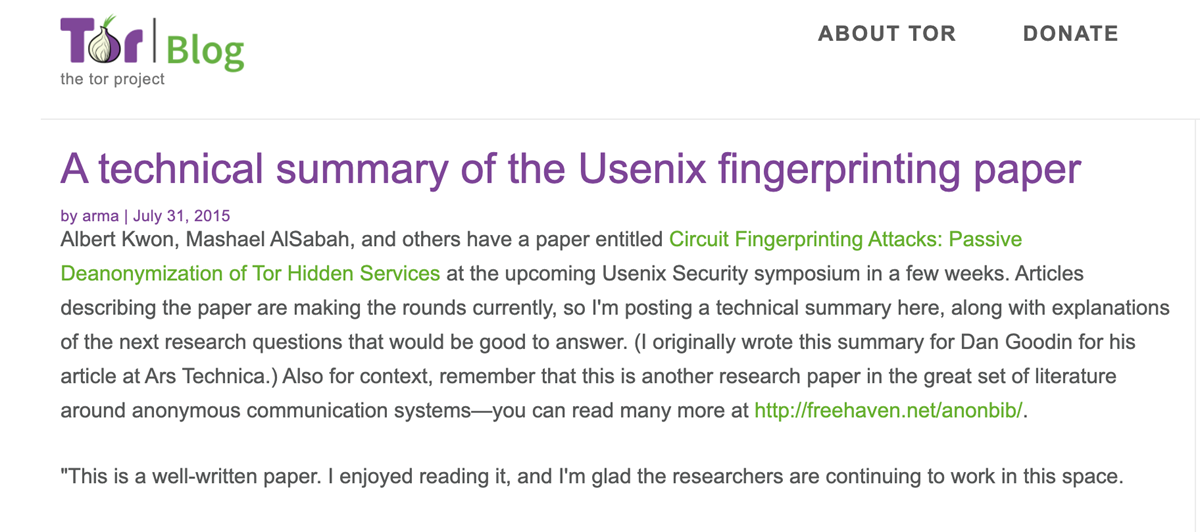 Tor Blog
the tor project
ABOUT TOR
DONATE
A technical summary of the Usenix fingerprinting paper
by arma | July 31, 2015
Albert Kwon, Mashael AlSabah, and others have a paper entitled Circuit Fingerprinting Attacks: Passive
Deanonymization of Tor Hidden Services at the upcoming Usenix Security symposium in a few weeks. Articles
describing the paper are making the rounds currently, so I'm posting a technical summary here, along with explanations
of the next research questions that would be good to answer. (I originally wrote this summary for Dan Goodin for his
article at Ars Technica.) Also for context, remember that this is another research paper in the great set of literature
around anonymous communication systems—you can read many more at http://freehaven.net/anonbib/.
"This is a well-written paper. I enjoyed reading it, and I'm glad the researchers are continuing to work in this space.